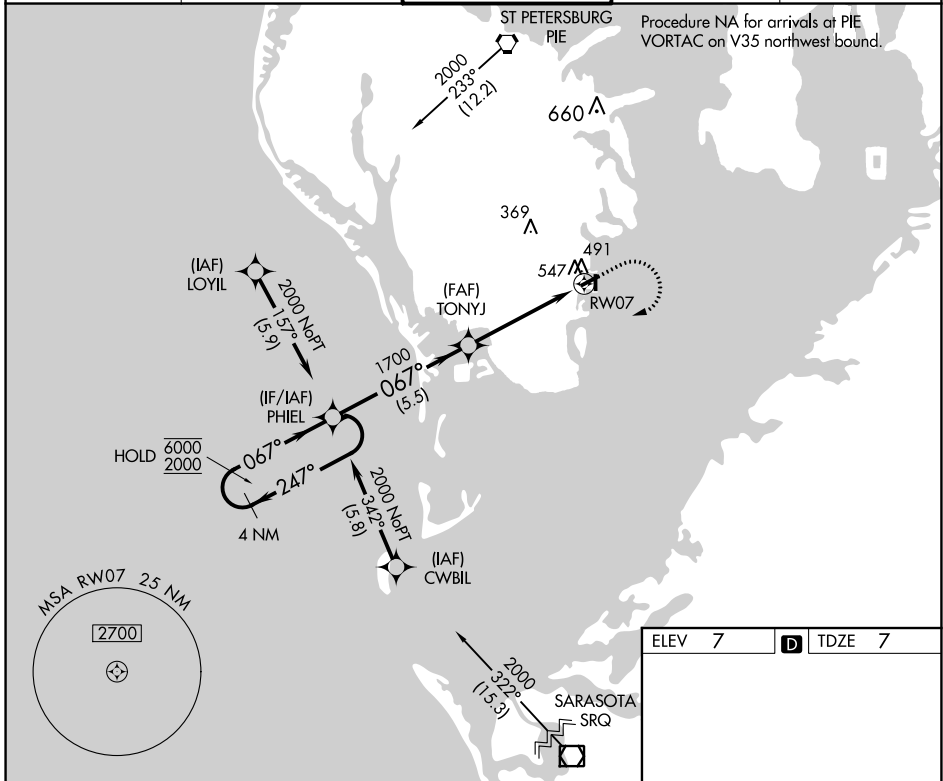 ST PETERSBURG
PIE
Procedure NA for arrivals at PIE
VORTAC on V35 northwest bound.
2000
233°
(12.2)
660
369
491
547
RW07
(IAF)
LOYIL
2000 NoPT
157°
(5.9)
(FAF)
TONYJ
1700
067°
(5.5)
(IF/IAF)
PHIEL
HOLD
6000
2000
067°
247°
4 NM
2000 NoPT
342°
(5.8)
(IAF)
CWBIL
MSA RW07 25 NM
2700
2000
322°
(15.3)
SARASOTA
SRQ
ELEV 7
D
TDZE 7